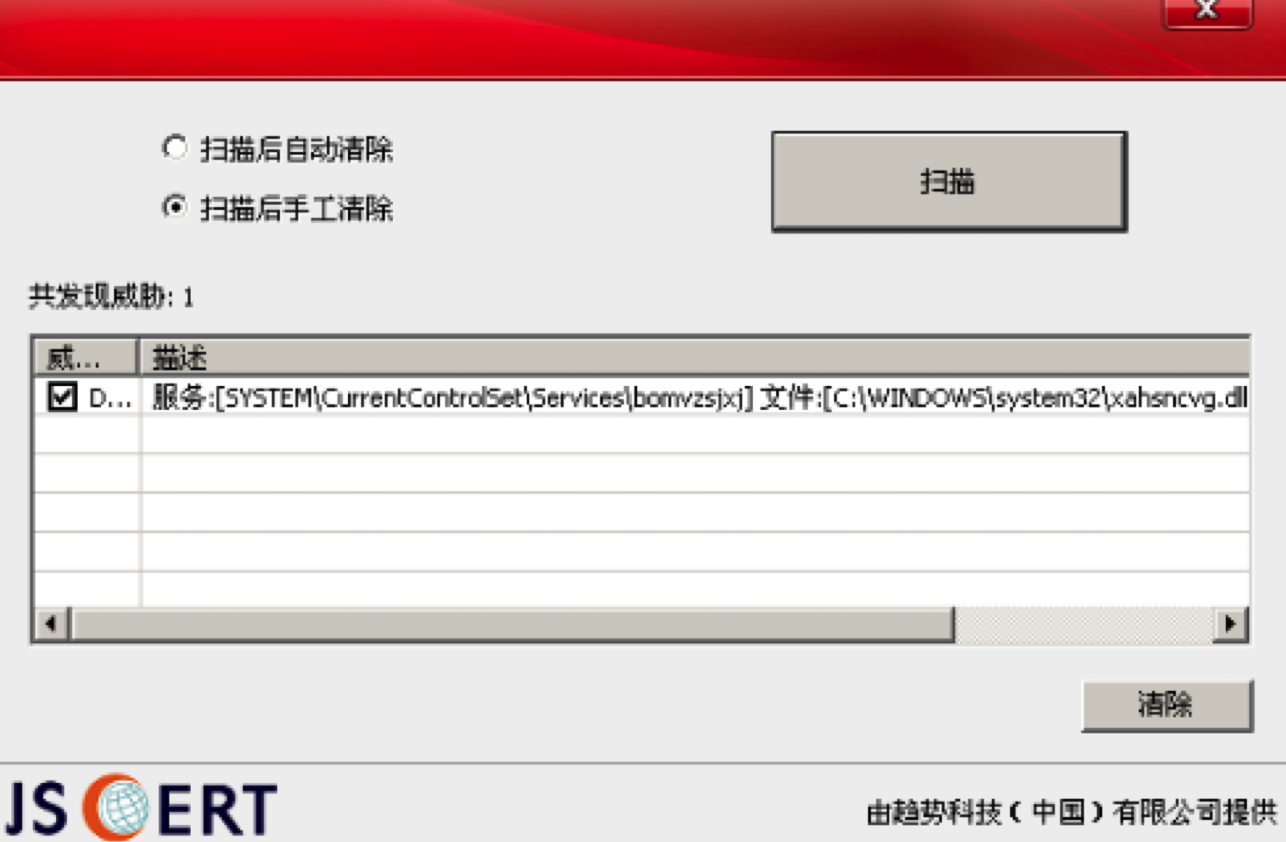 扫描后自动清除
扫描
扫描后手工清除
共发现威胁: 1
威... 描述
D... 服务:[SYSTEM\CurrentControlSet\Services\bomvzsjxj] 文件:[C:\WINDOWS\system32\xahsncvg.dll
清除
JSCERT
由趋势科技（中国）有限公司提供